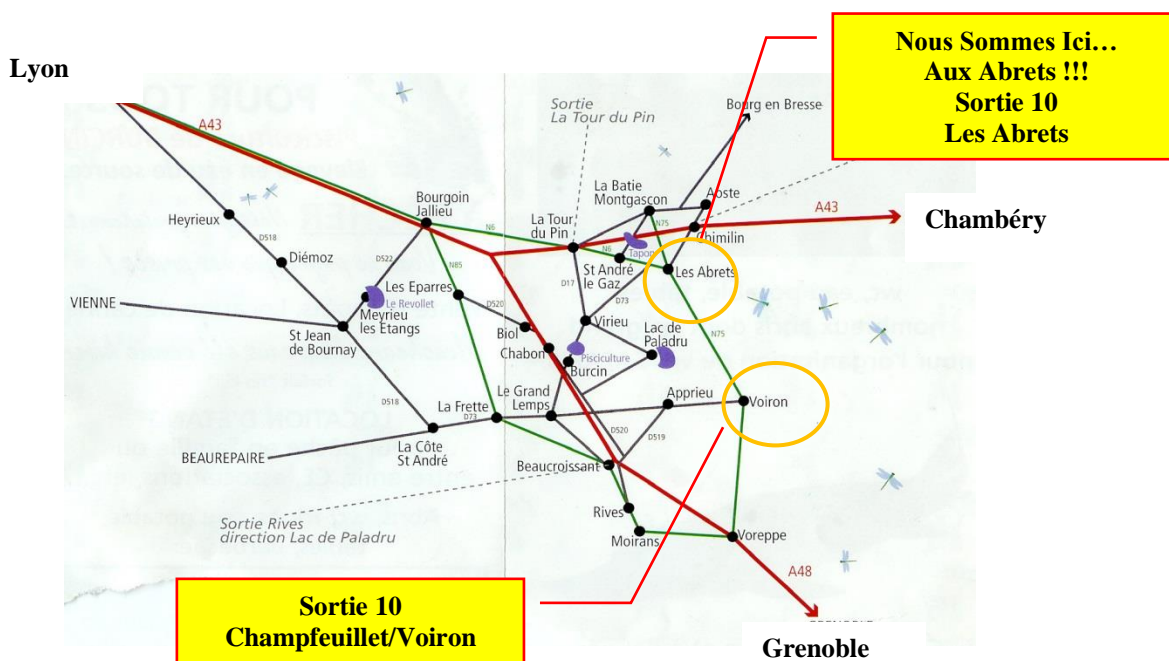 Nous Sommes Ici…
Aux Abrets !!!
Sortie 10
Les Abrets
Lyon
POUR
Sortie
La Tour du Pin
Bourg en Bresse
A43
La Batie
Montgascon
Aoste
Bourgoin
Jallieu
Heyrieux
La Tour
du Pin
N6
N75
A43
Chambéry
Chimilin
D518
Diémoz
D522
N85
N6
Tapon
St André
le Gaz
Les Abrets
VIENNE
Les Eparres
Le Revollet
Meyrieu
les Etangs
D520
D17
D73
St Jean
de Bournay
Biol
Virieu
Lac de
Paladru
N75
Chabon
Pisciculture
Burcin
Le Grand
Lemps
Apprieu
Voiron
D518
La Frette
D73
La Côte
St André
D520
D519
BEAUREPAIRE
Beaucroissant
Sortie Rives
direction Lac de Paladru
Rives
Moirans
Voreppe
A48
Sortie 10
Champfeuillet/Voiron
Grenoble